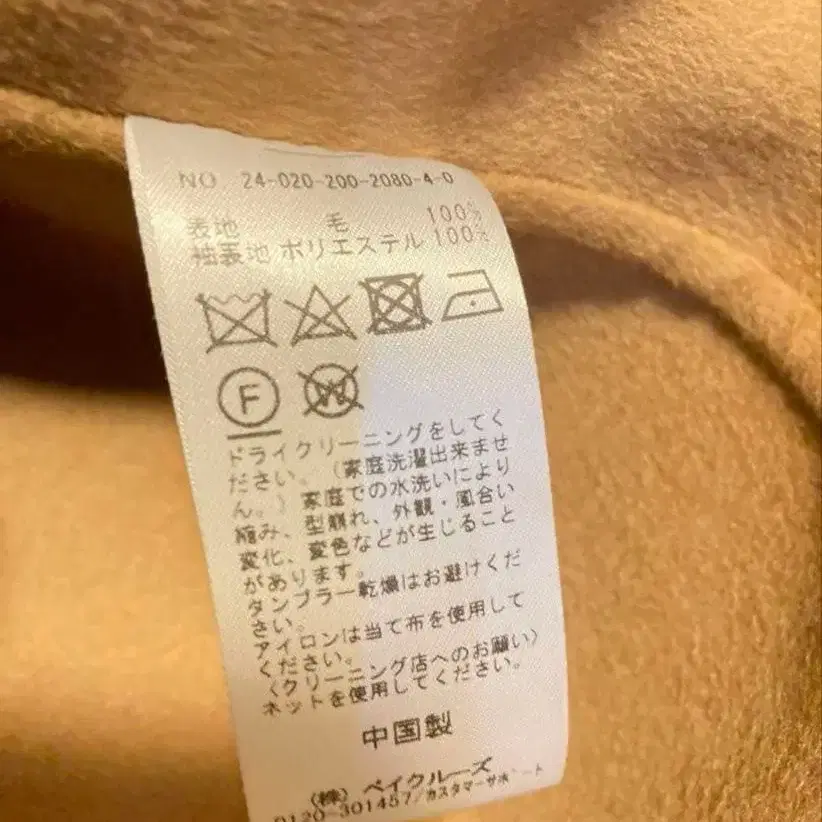 NO 24-020-200-2080-4-0
表地 毛 100%
袖裏地 ポリエステル 100%
F
W
ドライクリーニングをしてく
ださい。（家庭洗濯出来ませ
ん。）家庭での水洗いにより
縮み、型崩れ、外観・風合い
変化、変色などが生じること
があります。
タンブラー乾燥はお避けくだ
さい。
アイロンは当て布を使用して
ください。
〈クリーニング店へのお願い〉
ネットを使用してください。
中国製
（株）ベイクルーズ
0120-301457/カスタマーサポート